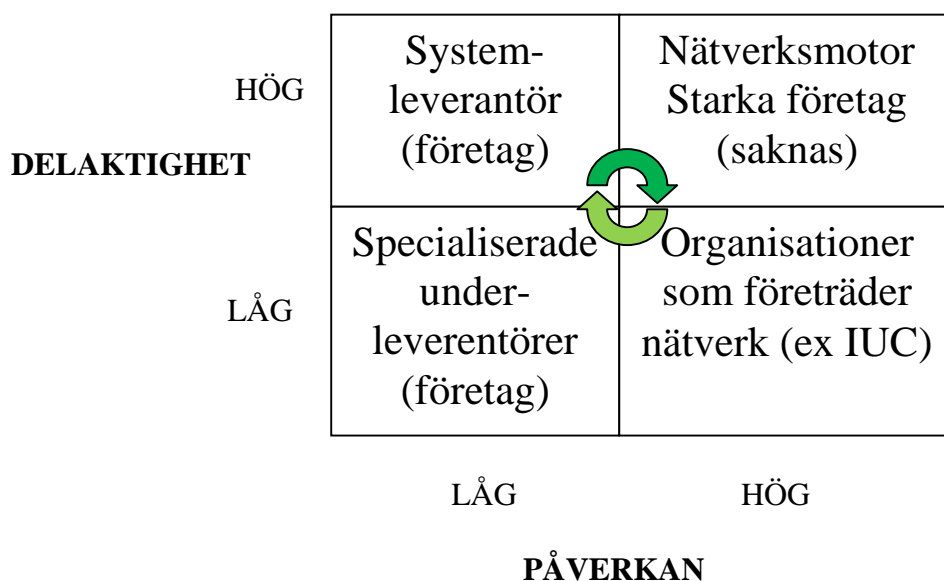 System-
leverantör
(företag)
Nätverksmotor
Starka företag
(saknas)
HÖG
DELAKTIGHET
Specialiserade
under-
leverentörer
(företag)
Organisationer
som företräder
nätverk (ex IUC)
LÅG
LÅG
HÖG
PÅVERKAN